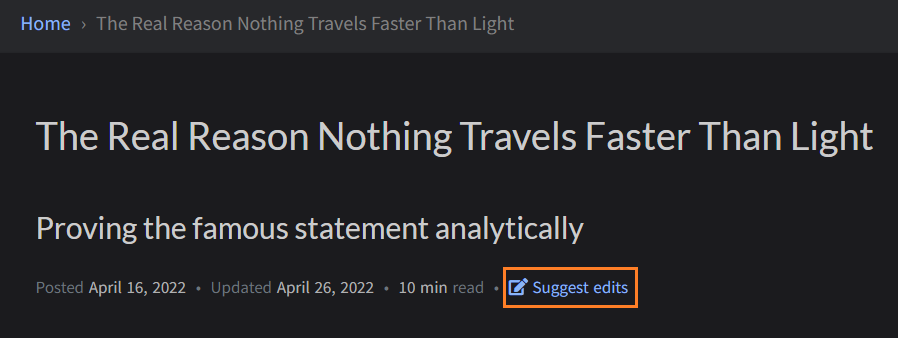 Home › The Real Reason Nothing Travels Faster Than Light
The Real Reason Nothing Travels Faster Than Light
Proving the famous statement analytically
Posted April 16, 2022 • Updated April 26, 2022 • 10 min read • Suggest edits